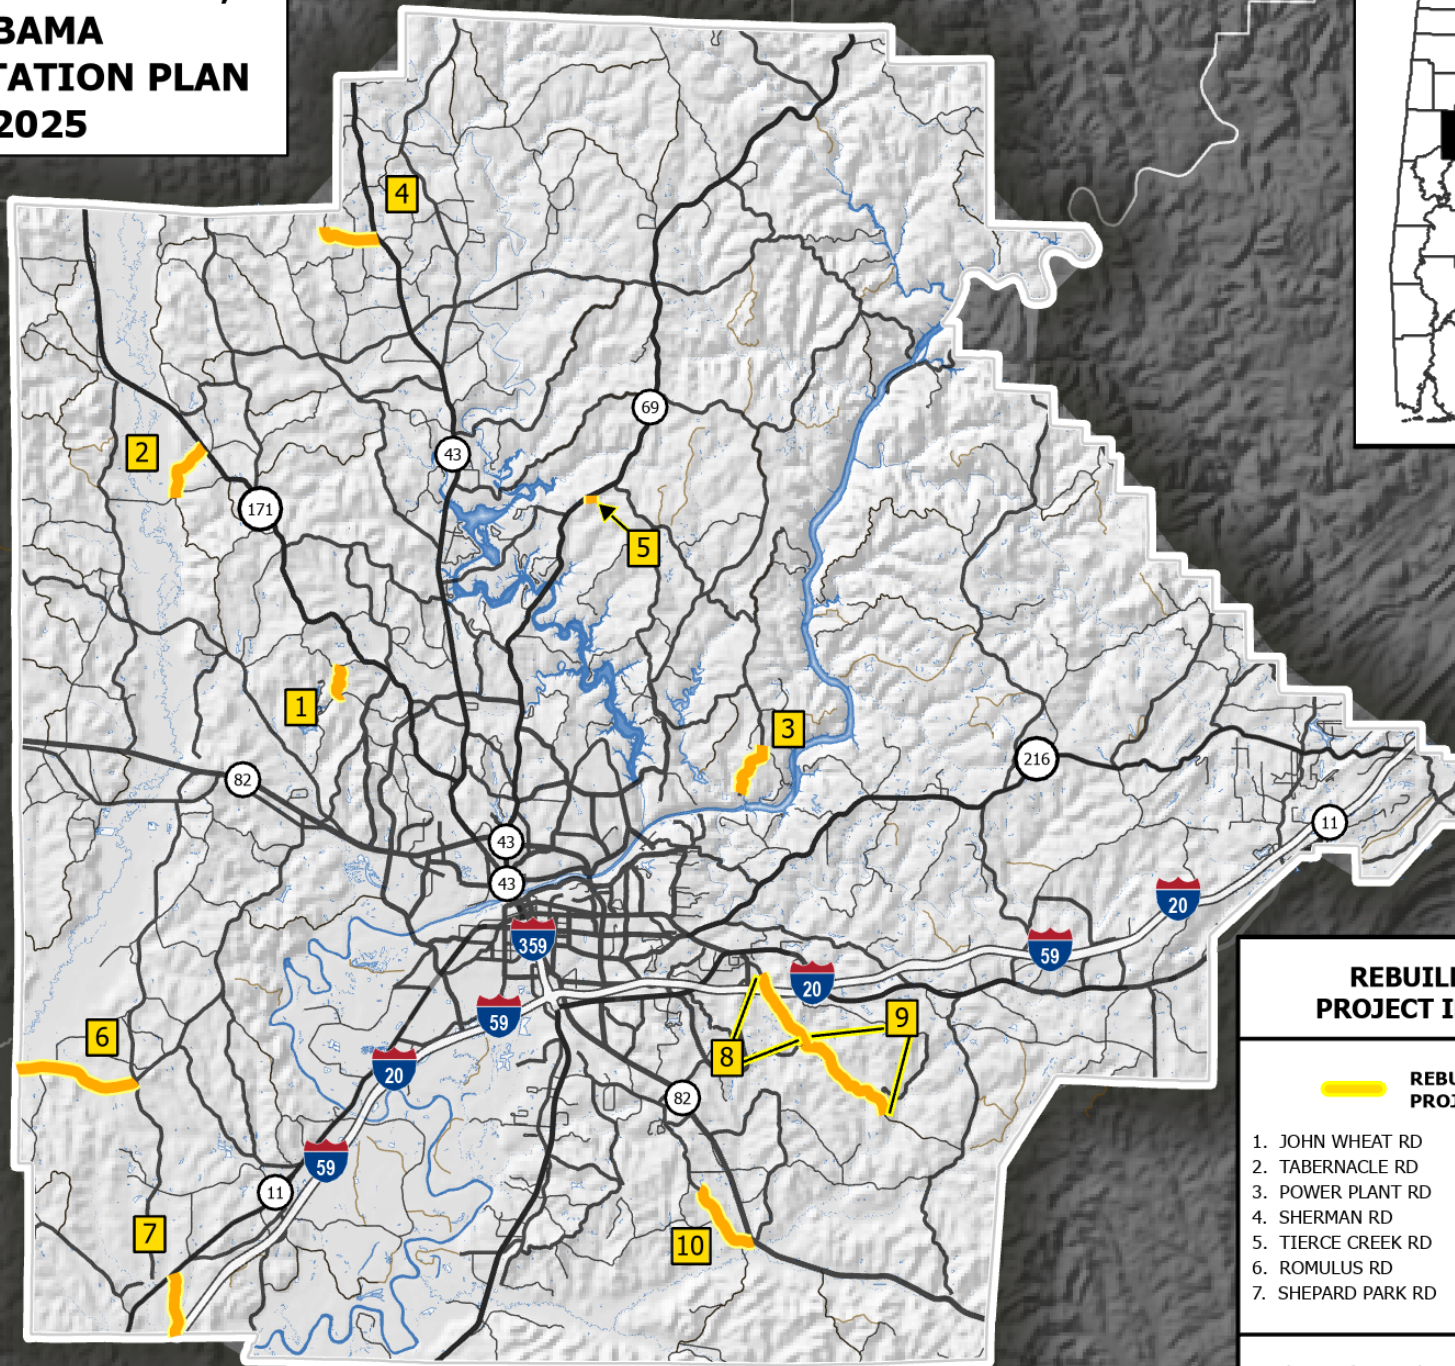 BAMA
TATION PLAN
2025
4
69
2
43
171
5
1
3
82
216
11
43
43
20
359
59
20
59
9
6
8
20
82
59
11
7
10
REBUIL
PROJECT I
REBU
PROJ
1. JOHN WHEAT RD
2. TABERNACLE RD
3. POWER PLANT RD
4. SHERMAN RD
5. TIERCE CREEK RD
6. ROMULUS RD
7. SHEPARD PARK RD